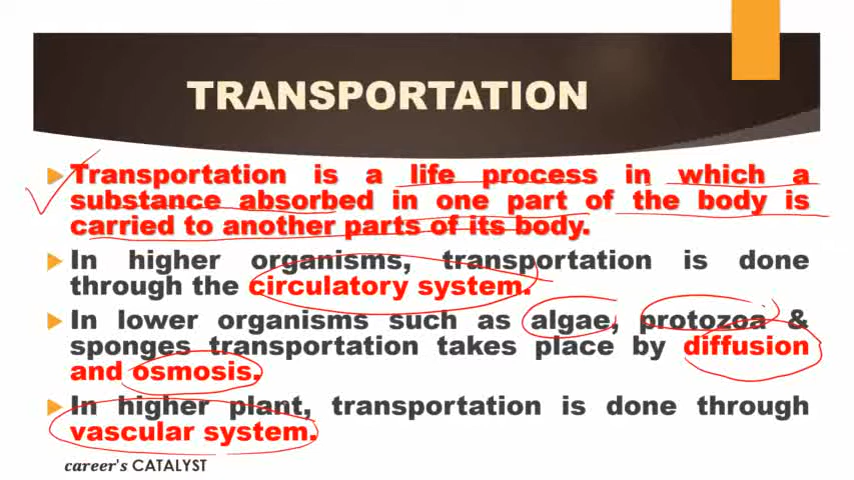 TRANSPORTATION
Transportation is a life process in which a
substance absorbed in one part of the body is
carried to another parts of its body.
In higher organisms, transportation is done
through the circulatory system.
In lower organisms such as algae, protozoa &
sponges transportation takes place by diffusion
and osmosis.
In higher plant, transportation is done through
vascular system.
career's CATALYST